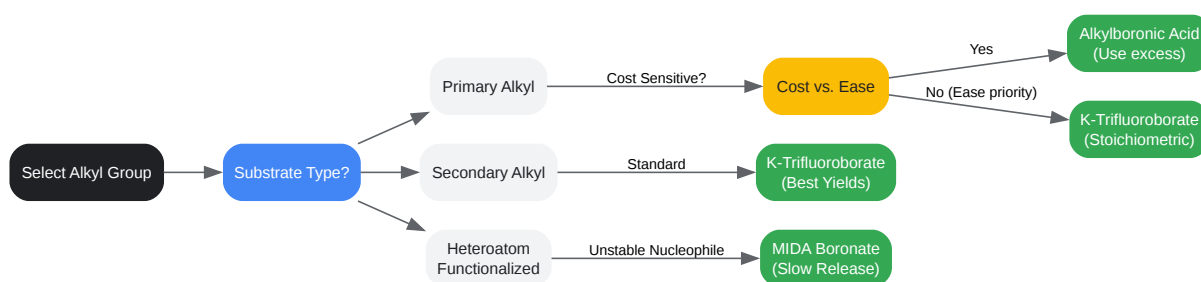 Select Alkyl Group
Substrate Type?
Primary Alkyl
Cost Sensitive?
Cost vs. Ease
Yes
Alkylboronic Acid
(Use excess)
No (Ease priority)
K-Trifluoroborate
(Stoichiometric)
Secondary Alkyl
Standard
K-Trifluoroborate
(Best Yields)
Heteroatom
Functionalized
Unstable Nucleophile
MIDA Boronate
(Slow Release)